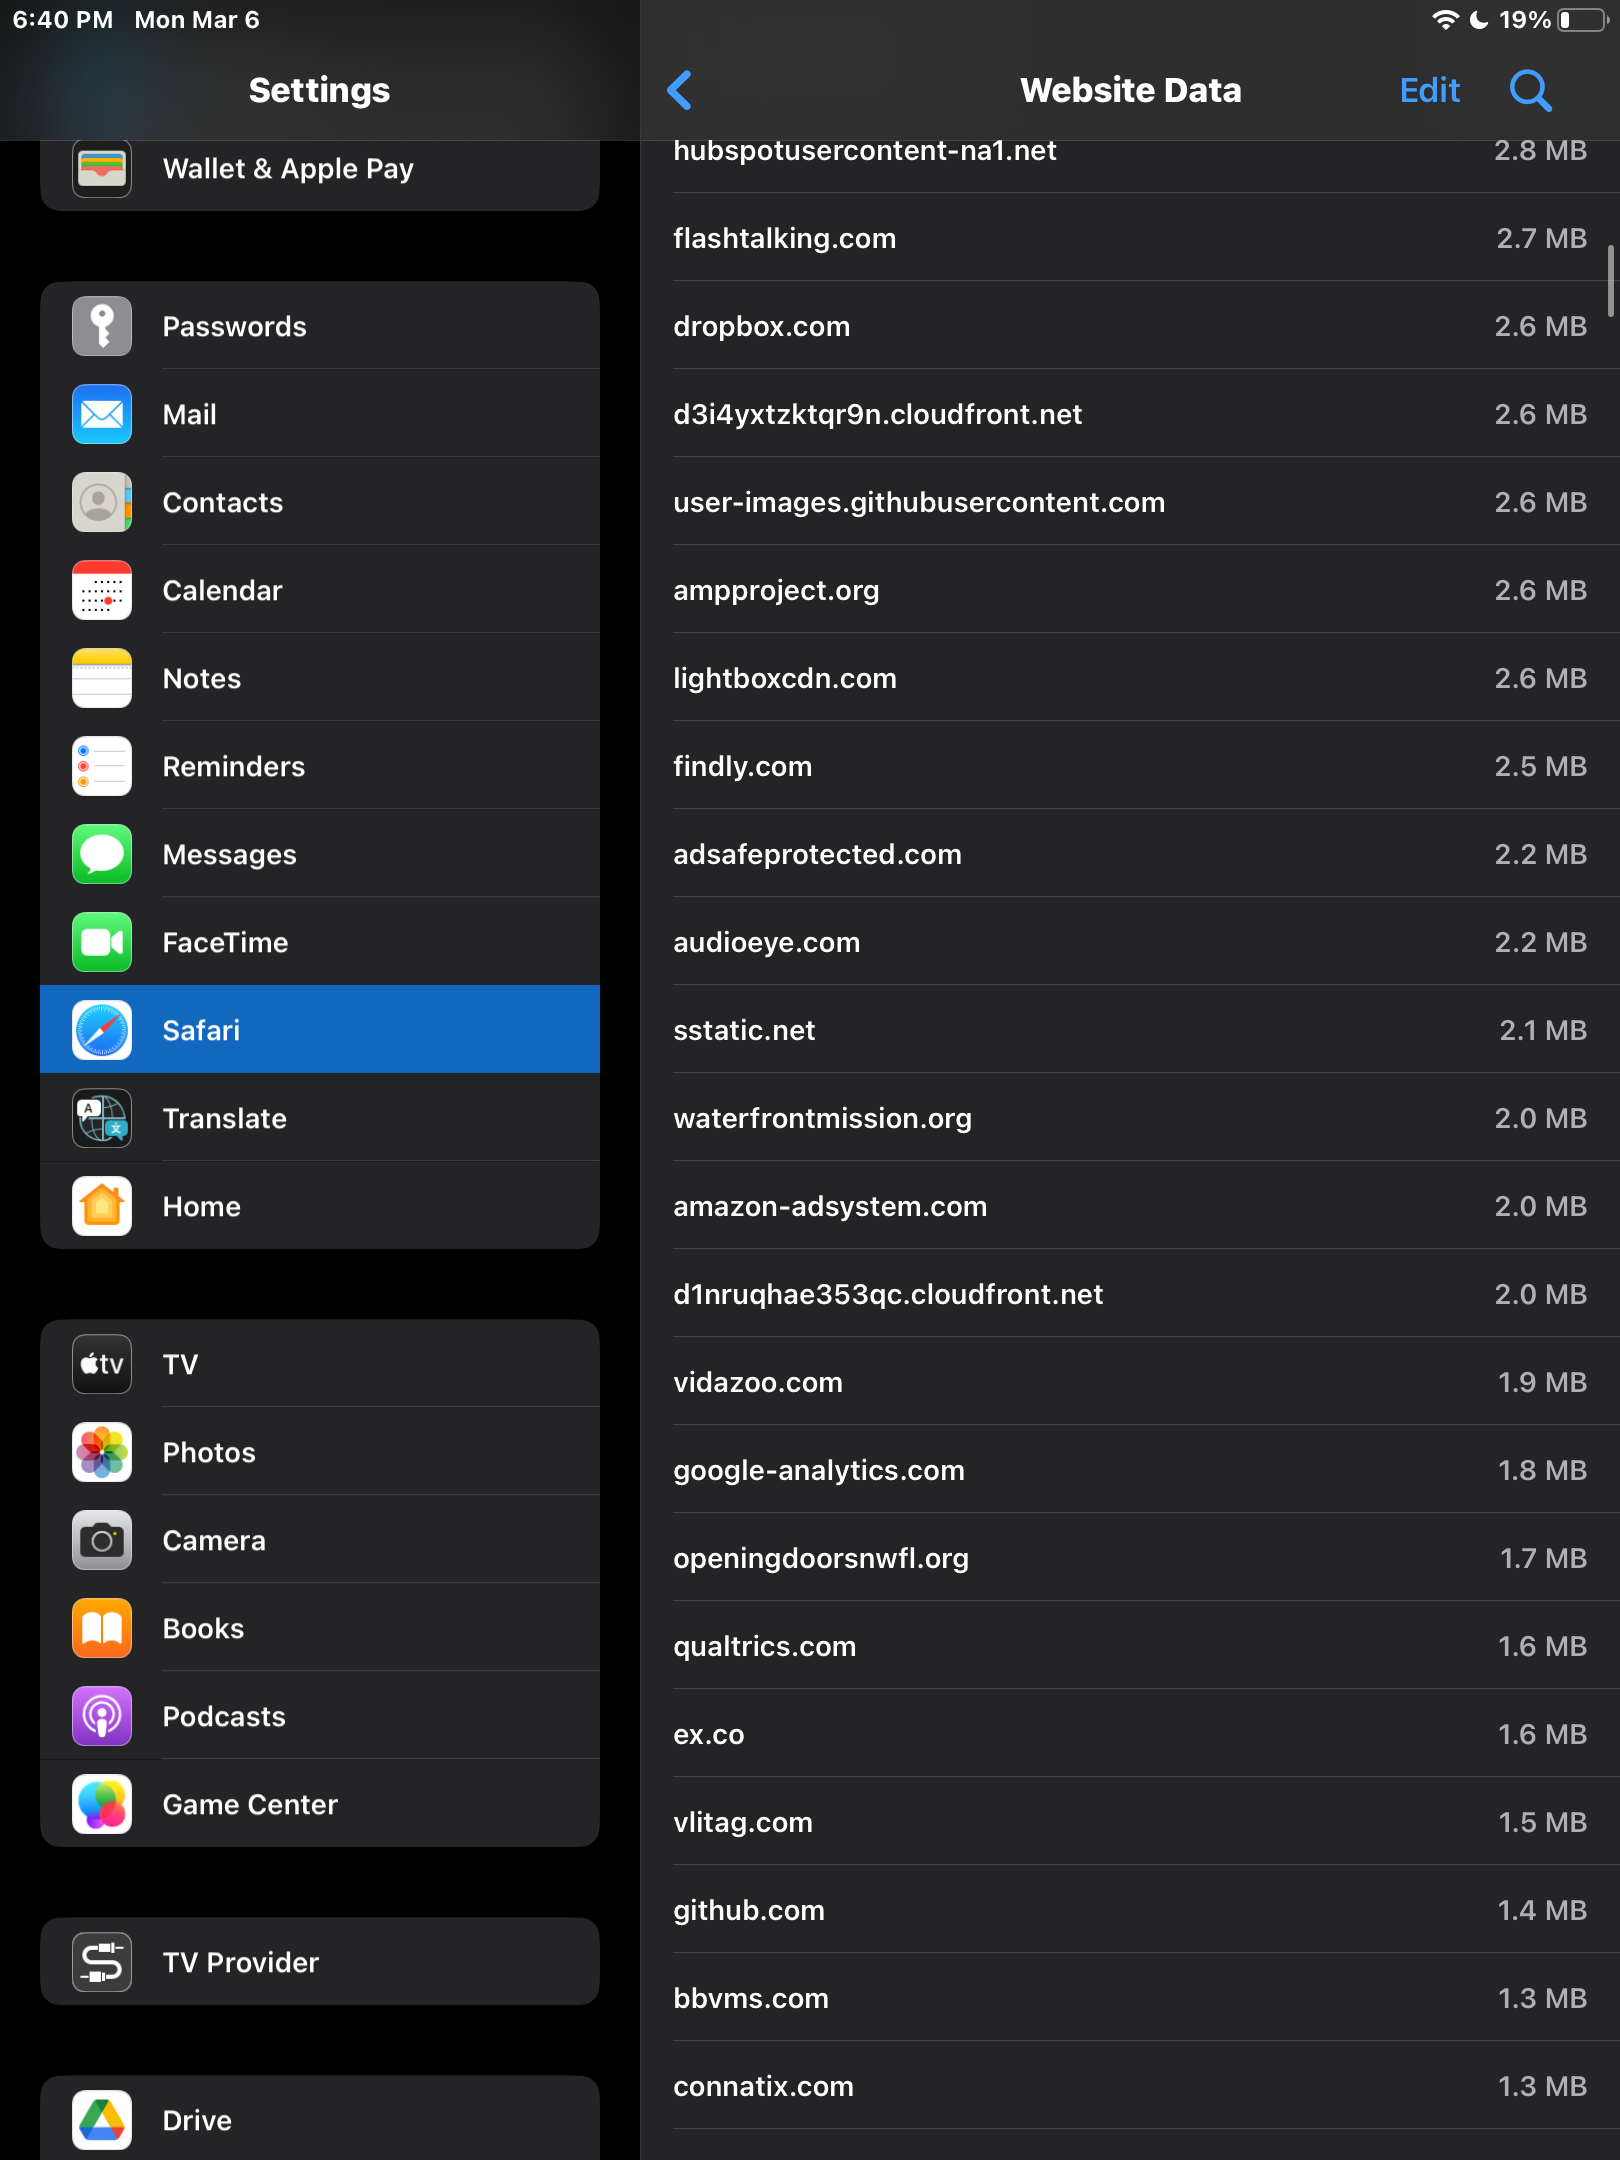 6:40 PM Mon Mar 6
19%
Settings
Wallet & Apple Pay
Passwords
Mail
Contacts
Calendar
Notes
Reminders
Messages
FaceTime
Safari
A
文
Translate
Home
tv
TV
Photos
Camera
Books
Podcasts
Game Center
TV Provider
Drive
Website Data
Edit
hubspotusercontent-na1.net 2.8 MB
flashtalking.com 2.7 MB
dropbox.com 2.6 MB
d3i4yxtzktqr9n.cloudfront.net 2.6 MB
user-images.githubusercontent.com 2.6 MB
ampproject.org 2.6 MB
lightboxcdn.com 2.6 MB
findly.com 2.5 MB
adsafeprotected.com 2.2 MB
audioeye.com 2.2 MB
sstatic.net 2.1 MB
waterfrontmission.org 2.0 MB
amazon-adsystem.com 2.0 MB
d1nruqhae353qc.cloudfront.net 2.0 MB
vidazoo.com 1.9 MB
google-analytics.com 1.8 MB
openingdoorsnwfl.org 1.7 MB
qualtrics.com 1.6 MB
ex.co 1.6 MB
vlitag.com 1.5 MB
github.com 1.4 MB
bbvms.com 1.3 MB
connatix.com 1.3 MB